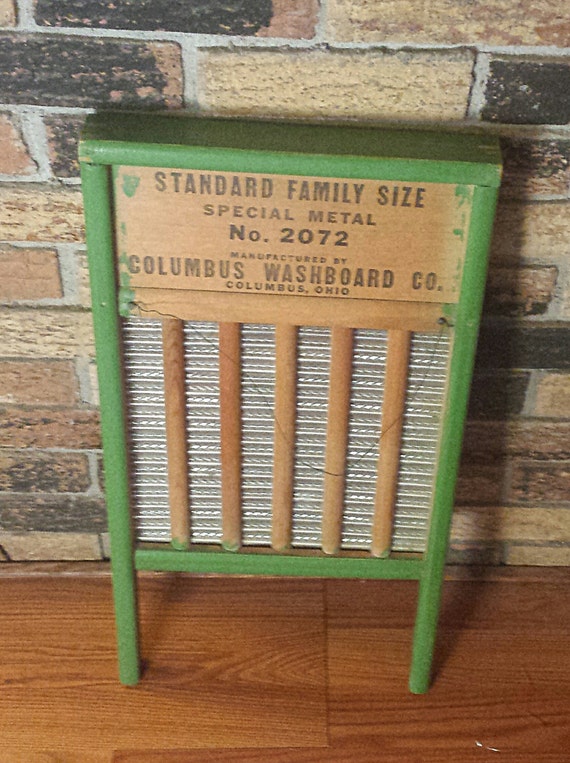 STANDARD FAMILY SIZE
SPECIAL METAL
No. 2072
MANUFACTURED BY
COLUMBUS WASHBOARD CO.
COLUMBUS, OHIO